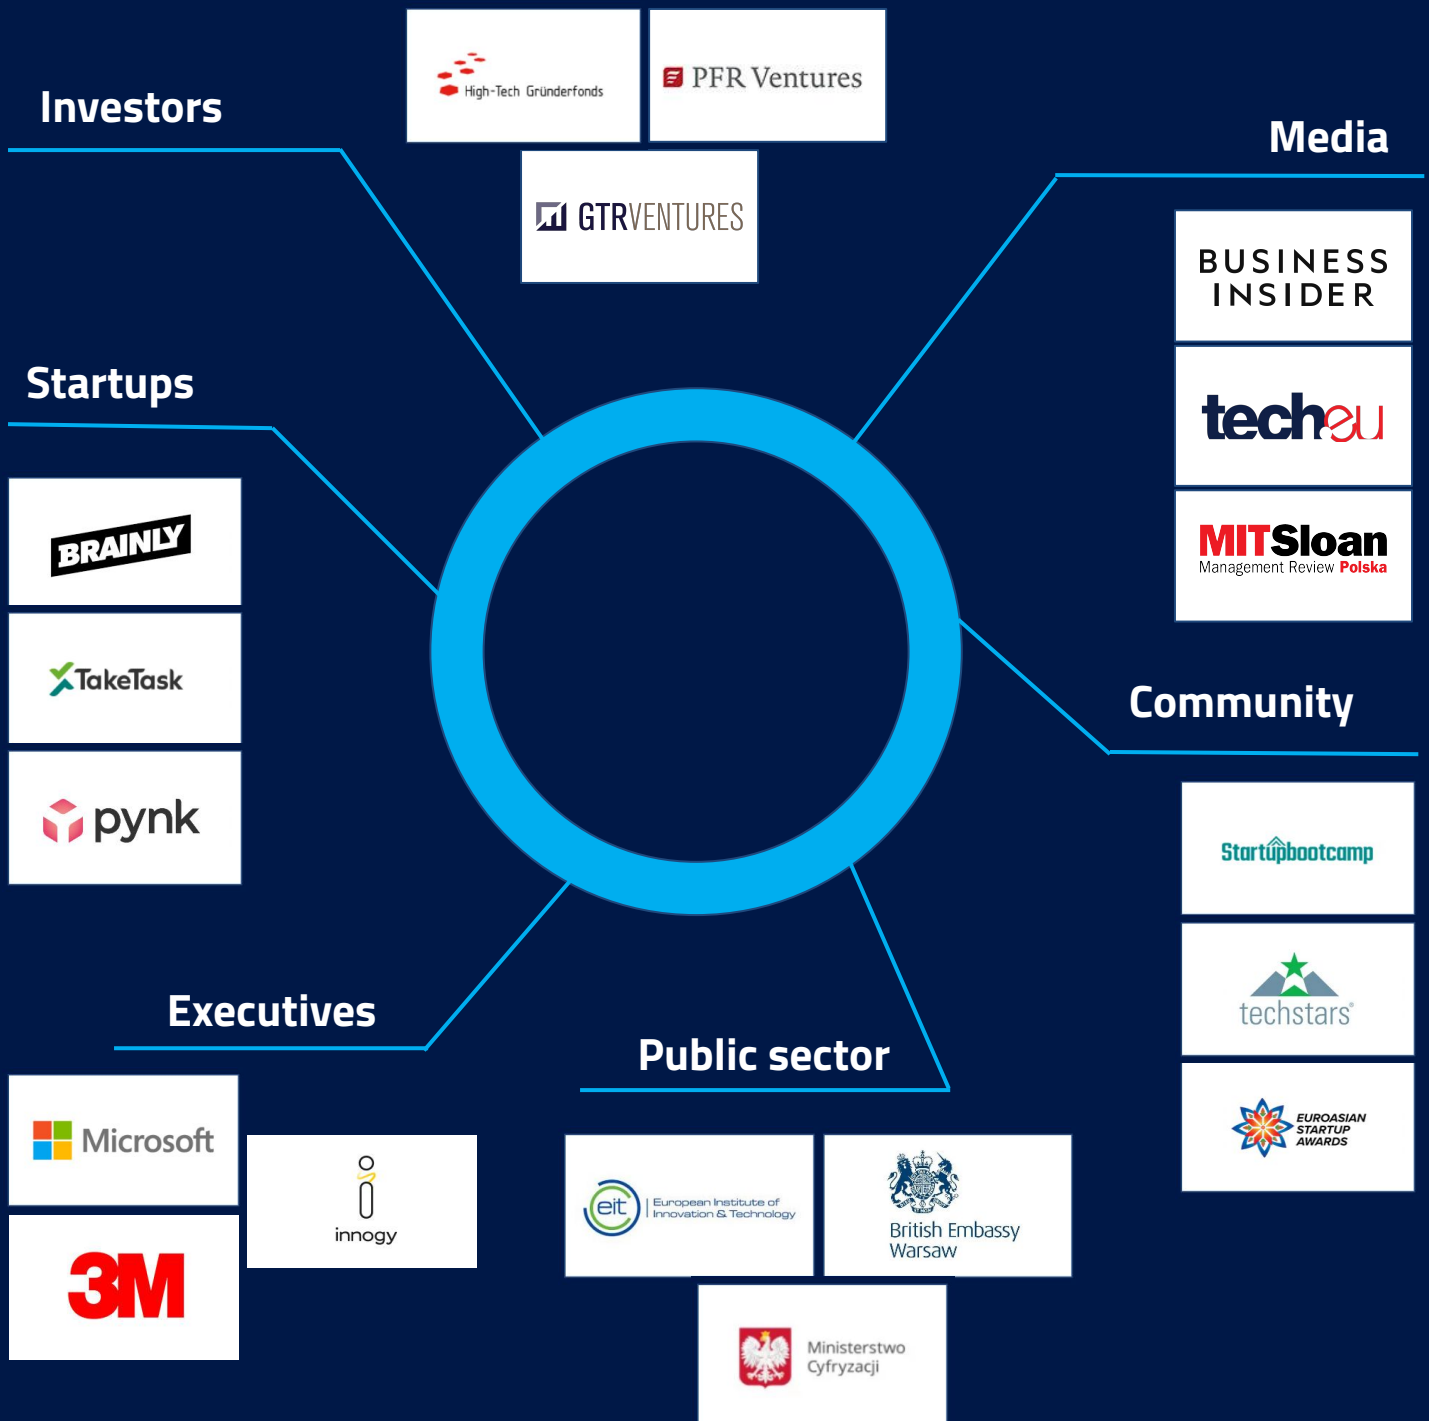 Investors
High-Tech Gründerfonds
PFR Ventures
GTRVENTURES
Media
BUSINESS
INSIDER
techeu
MITSloan
Management Review Polska
Startups
BRAINLY
TakeTask
pynk
Community
Startupbootcamp
techstars®
EUROASIAN
STARTUP
AWARDS
Executives
Microsoft
innogy
3M
Public sector
eit
European Institute of
Innovation & Technology
British Embassy
Warsaw
Ministerstwo
Cyfryzacji